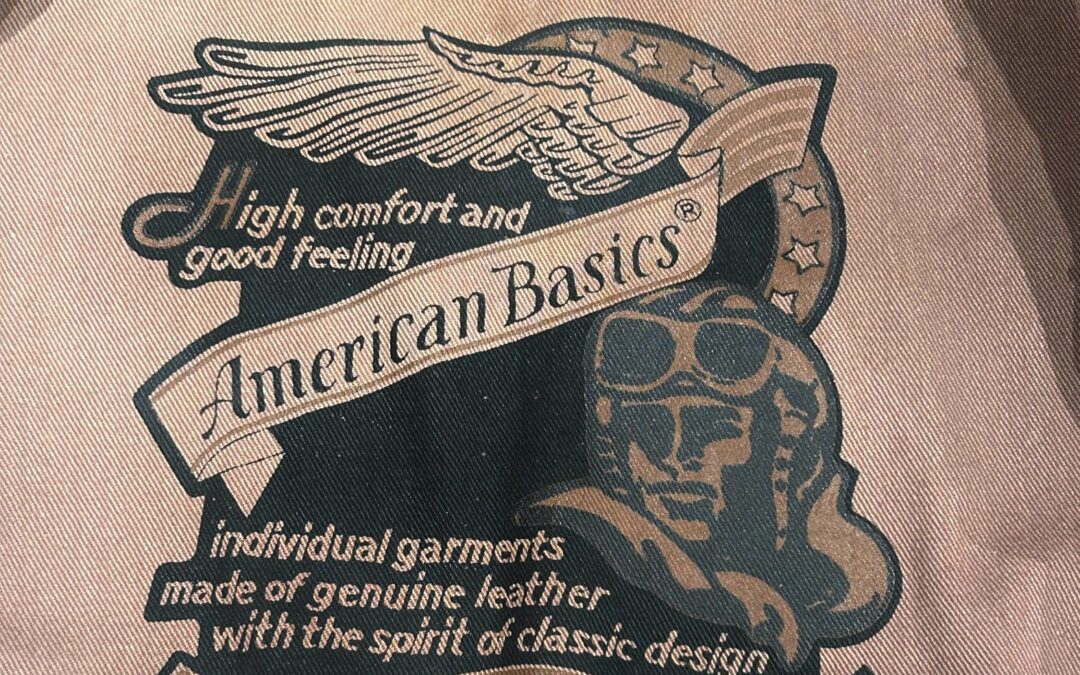 High comfort and
good feeling
American Basics®
individual garments
made of genuine leather
with the spirit of classic design